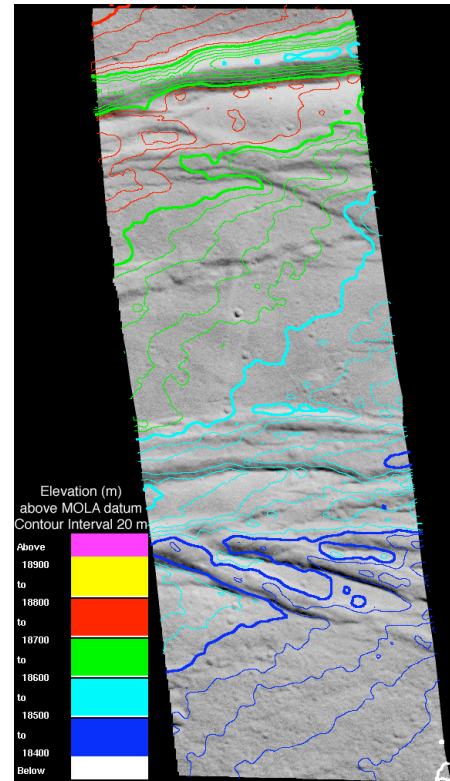 Elevation (m)
above MOLA datum
Contour Interval 20 m
Above
18900
to
18800
to
18700
to
18600
to
18500
to
18400
Below